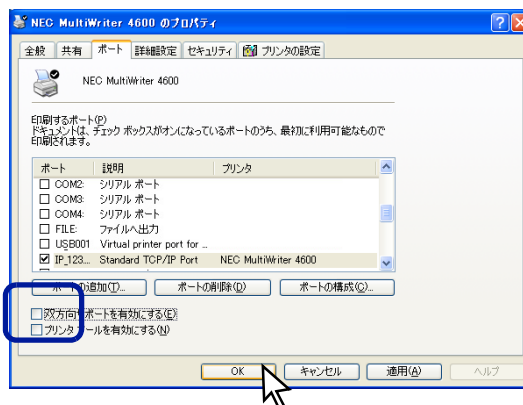 NEC MultiWriter 4600 のプロパティ
全般 共有 ポート 詳細設定 セキュリティ プリンタの設定
NEC MultiWriter 4600
印刷するポート(P)
ドキュメントは、チェック ボックスがオンになっているポートのうち、最初に利用可能なもので
印刷されます。
ポート 説明 プリンタ
COM2: シリアル ポート
COM3: シリアル ポート
COM4: シリアル ポート
FILE: ファイルへ出力
USB001 Virtual printer port for ...
IP_123... Standard TCP/IP Port NEC MultiWriter 4600
ポートの追加(T)... ポートの削除(D) ポートの構成(C)...
双方向サポートを有効にする(E)
プリンタ プールを有効にする(N)
OK キャンセル 適用(A) ヘルプ